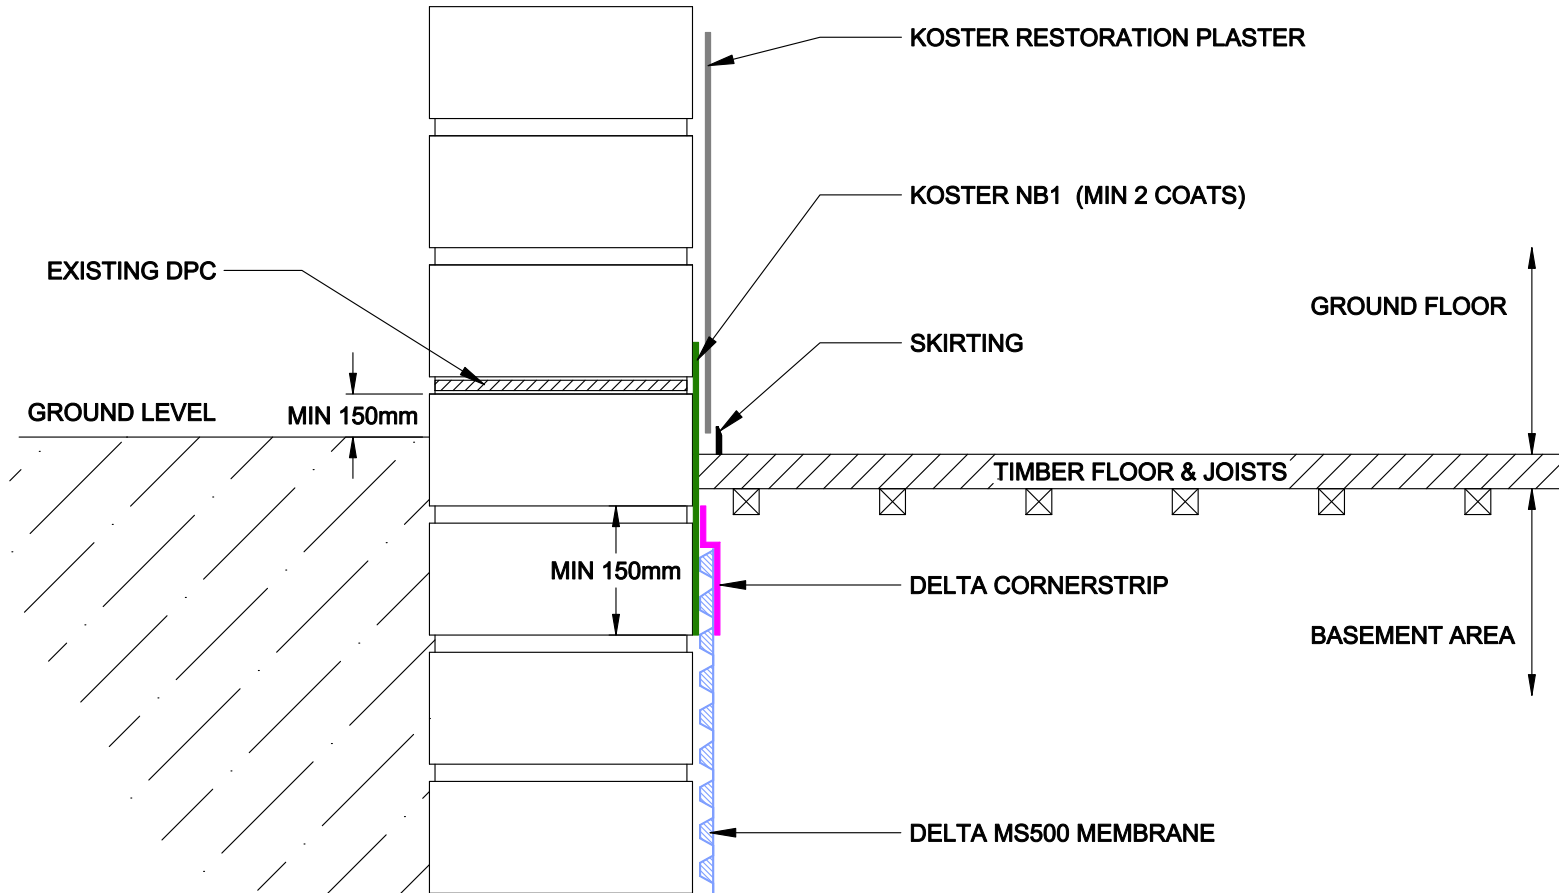 KOSTER RESTORATION PLASTER
KOSTER NB1 (MIN 2 COATS)
EXISTING DPC
GROUND FLOOR
SKIRTING
GROUND LEVEL
MIN 150mm
TIMBER FLOOR & JOISTS
MIN 150mm
DELTA CORNERSTRIP
BASEMENT AREA
DELTA MS500 MEMBRANE